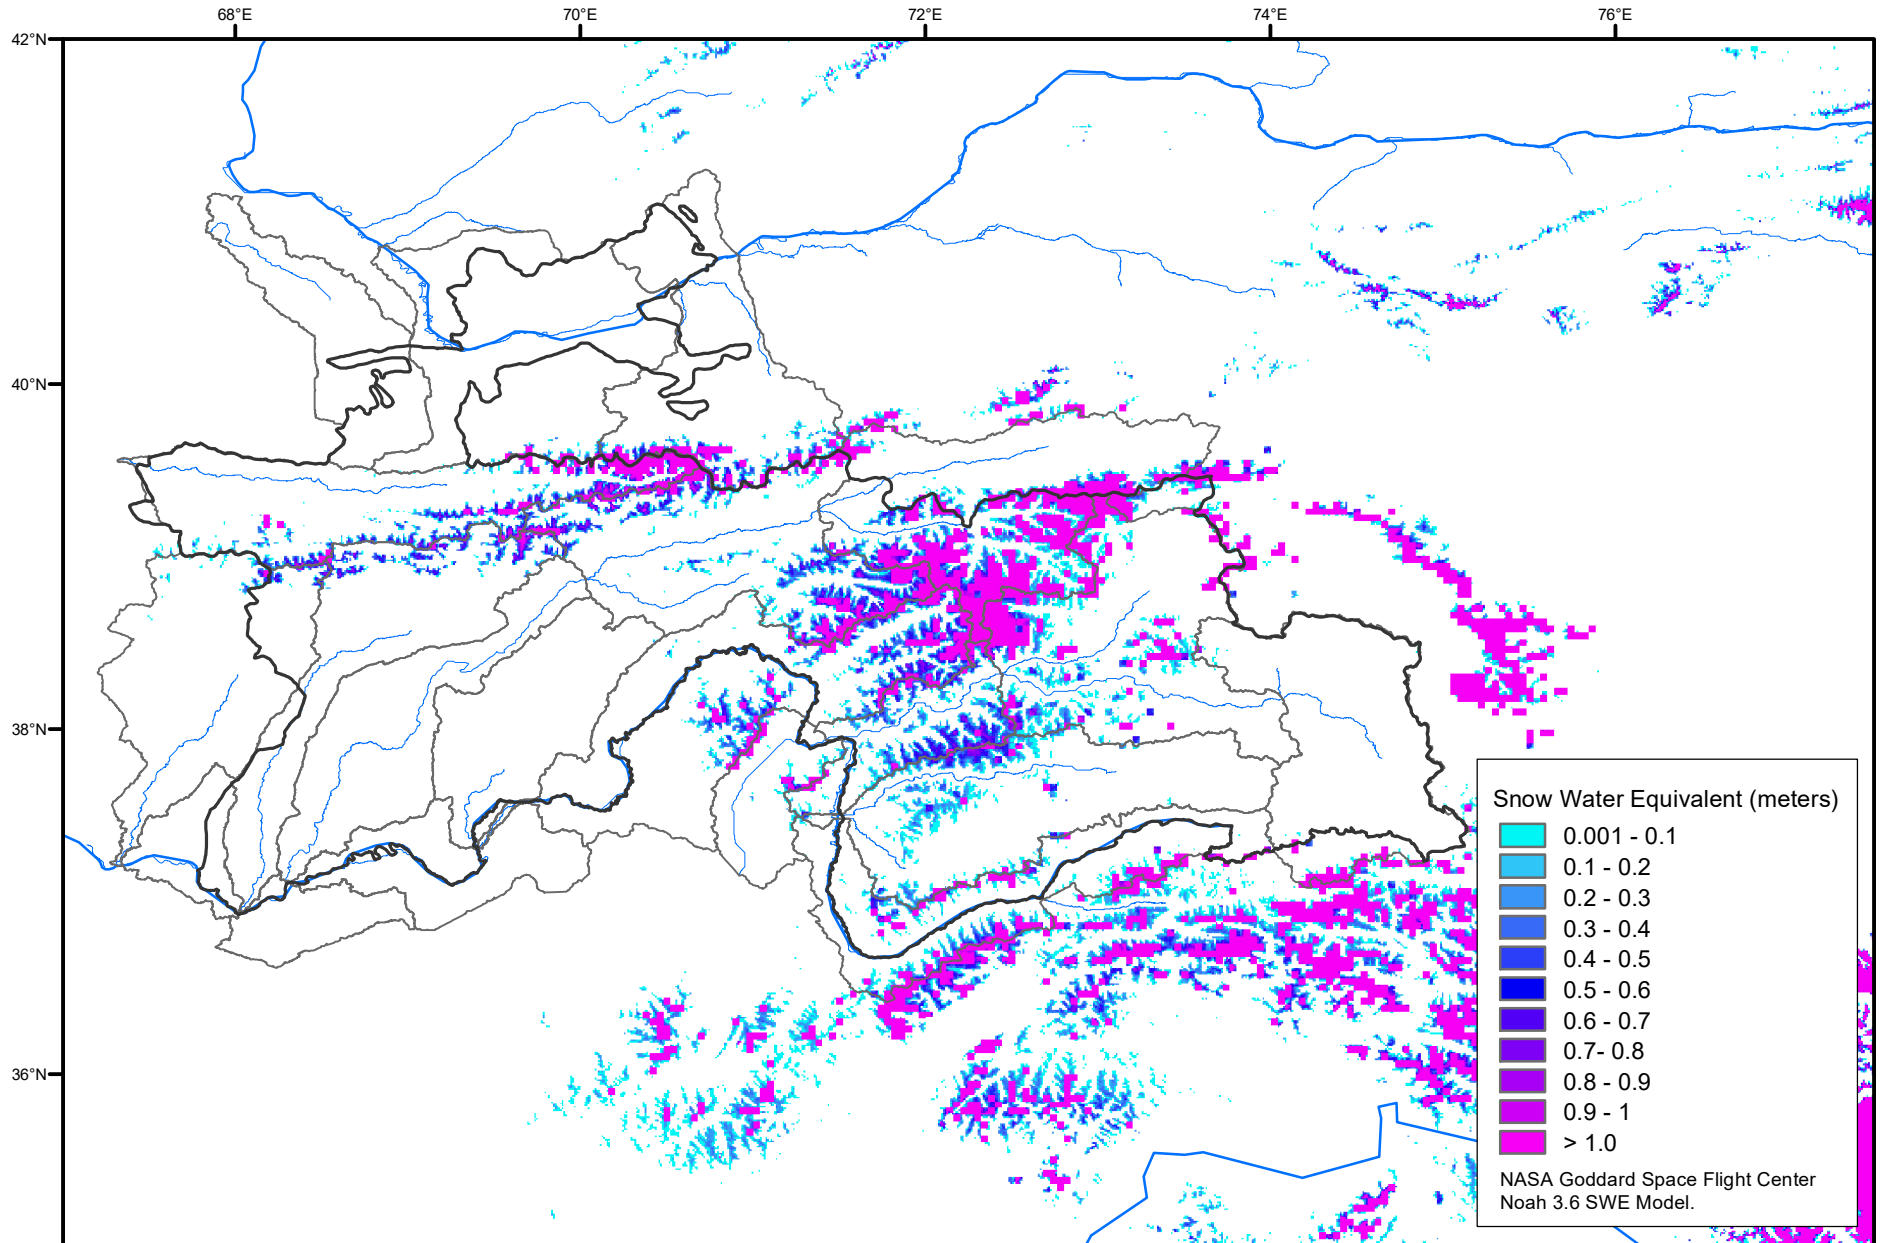 68°E 70°E 72°E 74°E 76°E
42°N
40°N
38°N
36°N
Snow Water Equivalent (meters)
0.001 - 0.1
0.1 - 0.2
0.2 - 0.3
0.3 - 0.4
0.4 - 0.5
0.5 - 0.6
0.6 - 0.7
0.7- 0.8
0.8 - 0.9
0.9 - 1
> 1.0
NASA Goddard Space Flight Center
Noah 3.6 SWE Model.